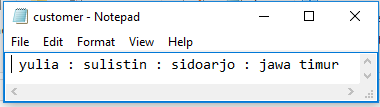 customer - Notepad
File Edit Format View Help
yulia : sulistin : sidoarjo : jawa timur